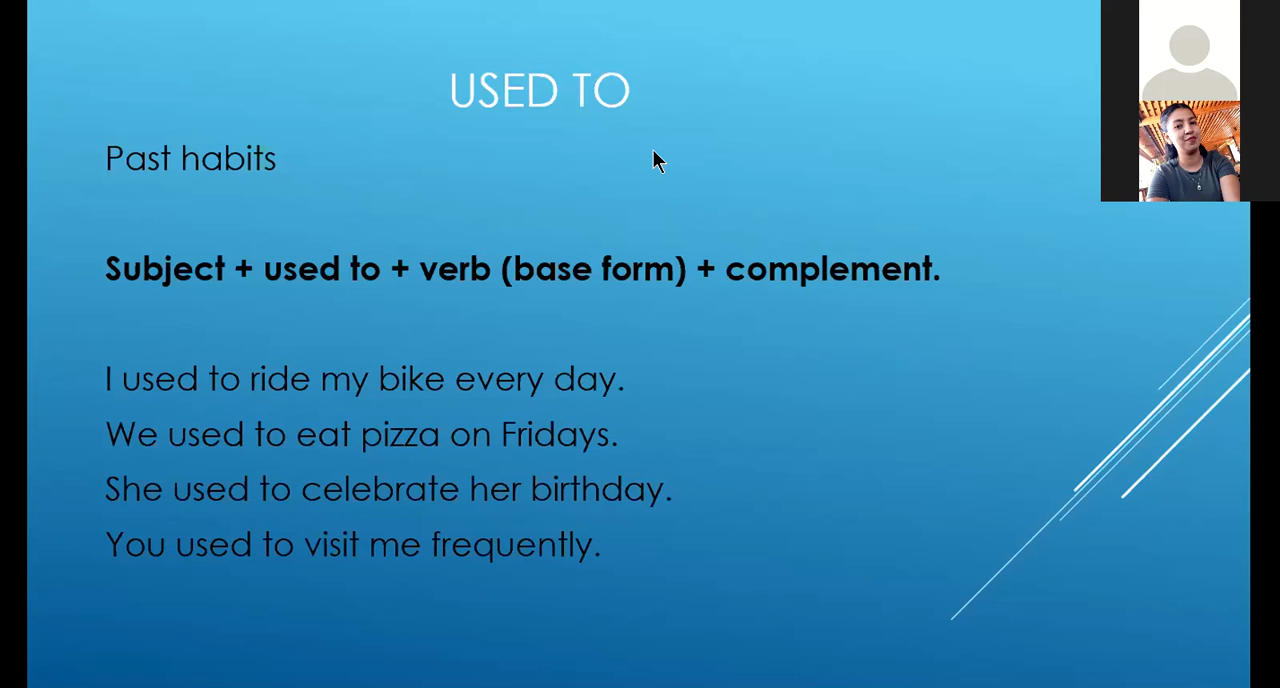 USED TO
Past habits
Subject + used to + verb (base form) + complement.
I used to ride my bike every day.
We used to eat pizza on Fridays.
She used to celebrate her birthday.
You used to visit me frequently.